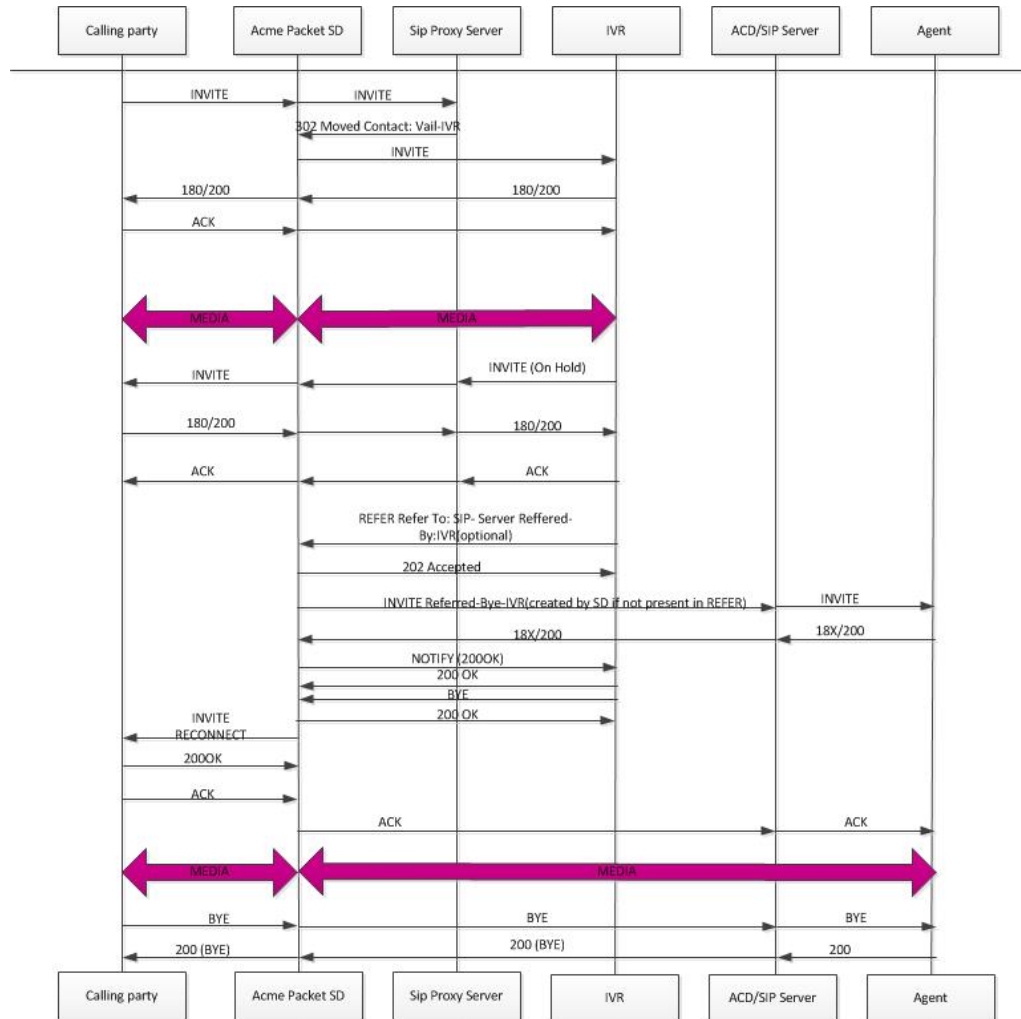 Calling party
Acme Packet SD
Sip Proxy Server
IVR
ACD/SIP Server
Agent
INVITE
INVITE
302 Moved Contact: Vail-IVR
INVITE
180/200
180/200
ACK
MEDIA
MEDIA
INVITE (On Hold)
INVITE
180/200
180/200
ACK
ACK
REFER Refer To: SIP- Server Reffered-
By:IVR(optional)
202 Accepted
INVITE Referred-Bye-IVR(created by SD if not present in REFER)
INVITE
18X/200
18X/200
NOTIFY (200OK)
200 OK
BYE
200 OK
INVITE
RECONNECT
200OK
ACK
ACK
ACK
MEDIA
MEDIA
BYE
BYE
BYE
200 (BYE)
200 (BYE)
200
Calling party
Acme Packet SD
Sip Proxy Server
IVR
ACD/SIP Server
Agent